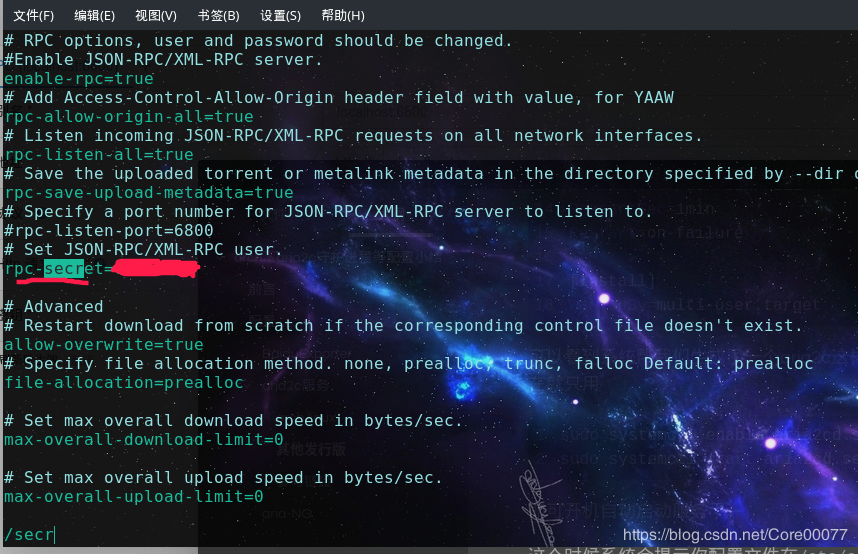 文件(F) 编辑(E) 视图(V) 书签(B) 设置(S) 帮助(H)
# RPC options, user and password should be changed.
#Enable JSON-RPC/XML-RPC server.
enable-rpc=true
# Add Access-Control-Allow-Origin header field with value, for YAAW
rpc-allow-origin-all=true
# Listen incoming JSON-RPC/XML-RPC requests on all network interfaces.
rpc-listen-all=true
# Save the uploaded torrent or metalink metadata in the directory specified by --dir
rpc-save-upload-metadata=true
# Specify a port number for JSON-RPC/XML-RPC server to listen to.
#rpc-listen-port=6800
# Set JSON-RPC/XML-RPC user.
rpc-secret=
# Advanced
# Restart download from scratch if the corresponding control file doesn't exist.
allow-overwrite=true
# Specify file allocation method. none, prealloc, trunc, falloc Default: prealloc
file-allocation=prealloc
# Set max overall download speed in bytes/sec.
max-overall-download-limit=0
其他发行版
# Set max overall upload speed in bytes/sec.
max-overall-upload-limit=0
/secr
https://blog.csdn.net/Core00077